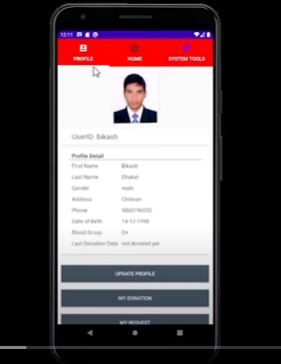 12:11
PROFILE HOME SYSTEM TOOLS
UserID bikash
Profile Detail
First Name Bikash
Last Name Dhakal
Gender male
Address Chitwan
Phone
Date of Birth 14-12-1998
Blood Group O+
Last Donation Date not donated yet
UPDATE PROFILE
MY DONATION
MY REQUEST